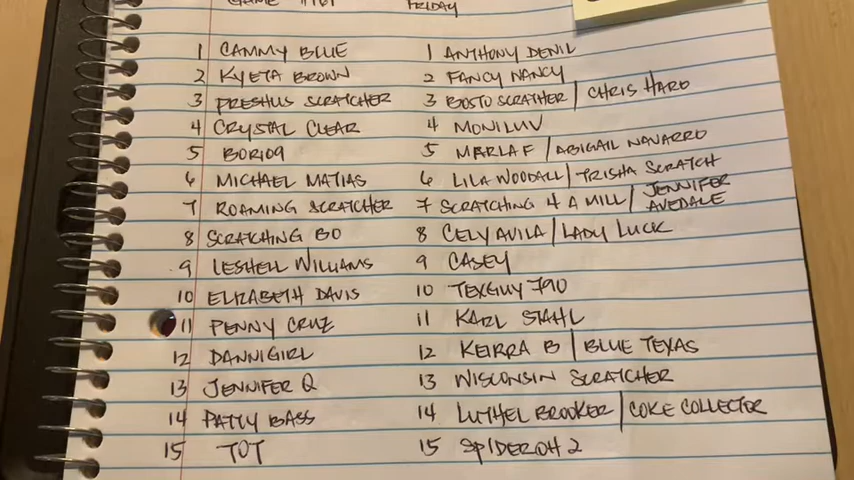 GAME #161 FRIDAY
1 CAMMY BLUE 1 ANTHONY DENIL
2 KYETA BROWN 2 FANCY NANCY
3 PRESHUS SCRATCHER 3 BOSTO SCRATHER / CHRIS HARO
4 CRYSTAL CLEAR 4 MONILUV
5 BORI09 5 MARLA F / ABIGAIL NAVARRO
6 MICHAEL MATIAS 6 LILA WOODALL / TRISHA SCRATCH
7 ROAMING SCRATCHER 7 SCRATCHING 4 A MILL / JENNIFER AVEDALE
8 SCRATCHING BO 8 CELY AVILA / LADY LUCK
9 LESHELL WILLIAMS 9 CASEY
10 ELIZABETH DAVIS 10 TEXGUY 790
11 PENNY CRUZ 11 KARL STAHL
12 DANNIGIRL 12 KEIRRA B / BLUE TEXAS
13 JENNIFER Q 13 WISCONSIN SCRATCHER
14 PATTY BASS 14 LUTHEL BROOKER / COKE COLLECTOR
15 TOT 15 SPIDEROH 2